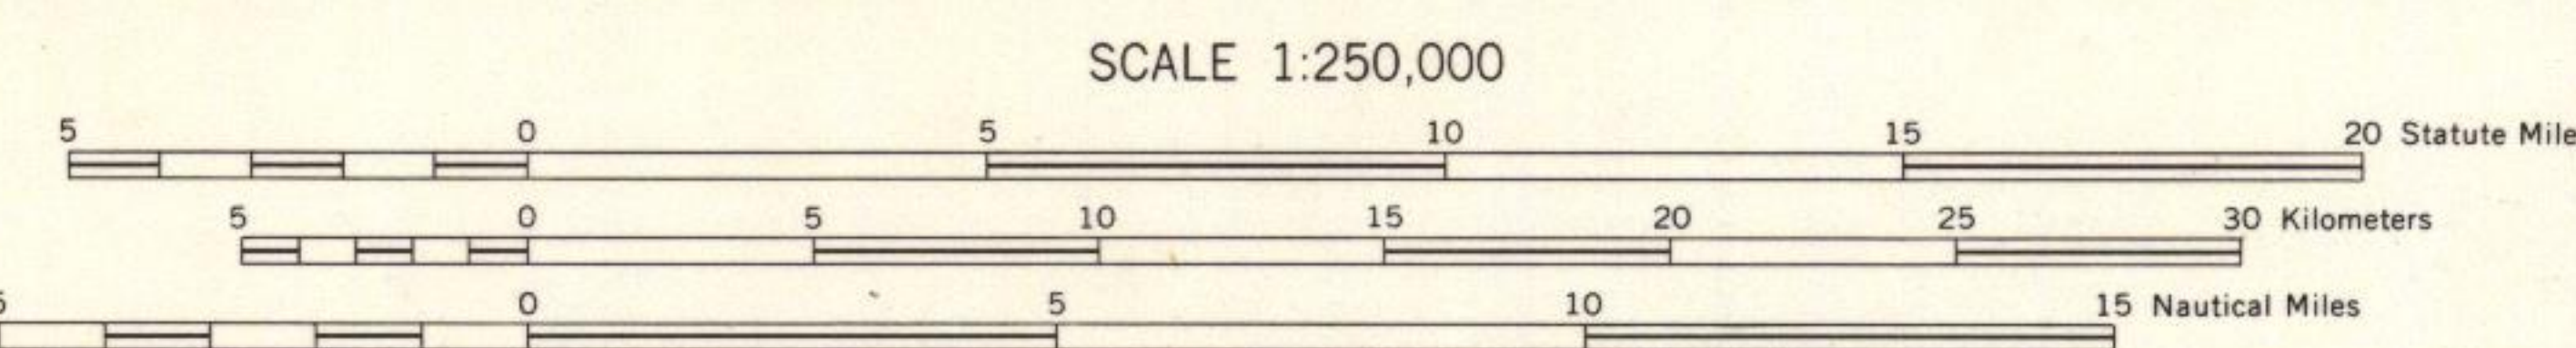 SCALE 1:250,000
5 0 5 10 15 20 Statute Mile
5 0 5 10 15 20 25 30 Kilometers
0 5 10 15 Nautical Miles